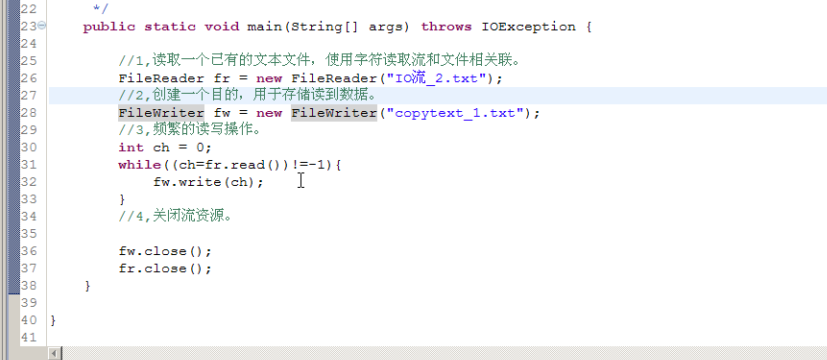 22 */
23 public static void main(String[] args) throws IOException {
24
25 //1,读取一个已有的文本文件，使用字符读取流和文件相关联。
26 FileReader fr = new FileReader("IO流_2.txt");
27 //2,创建一个目的，用于存储读到数据。
28 FileWriter fw = new FileWriter("copytext_1.txt");
29 //3,频繁的读写操作。
30 int ch = 0;
31 while((ch=fr.read())!=-1){
32 fw.write(ch);
33 }
34 //4,关闭流资源。
35
36 fw.close();
37 fr.close();
38 }
39
40 }
41